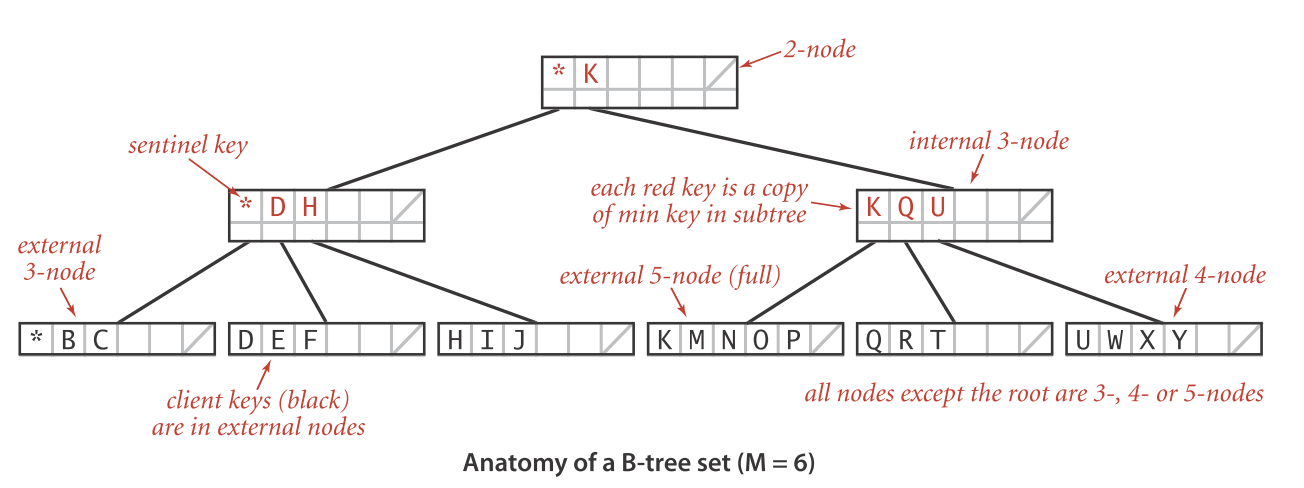 2-node
* K
sentinel key
internal 3-node
each red key is a copy
of min key in subtree
* D H
K Q U
external
3-node
external 5-node (full)
external 4-node
* B C
D E F
H I J
K M N O P
Q R T
U W X Y
client keys (black)
are in external nodes
all nodes except the root are 3-, 4- or 5-nodes
Anatomy of a B-tree set (M = 6)